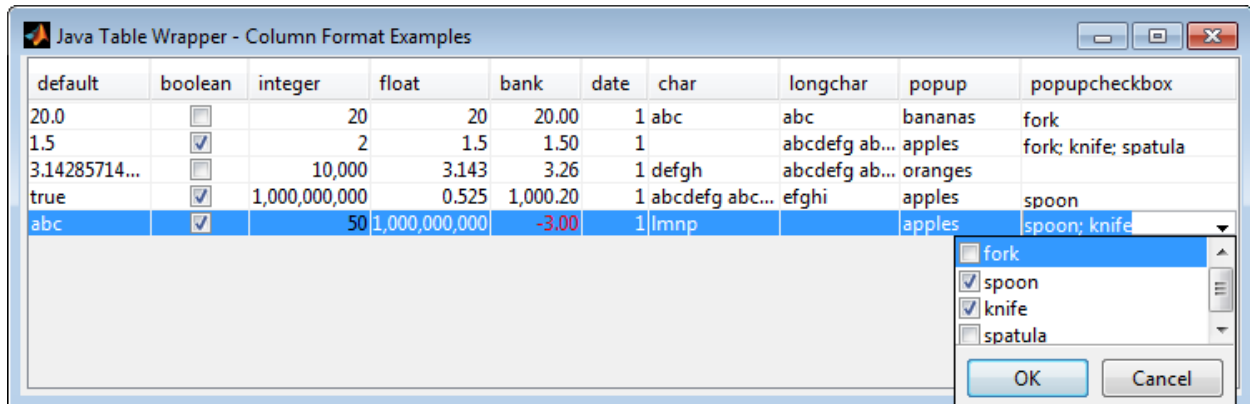 Java Table Wrapper - Column Format Examples
default boolean integer float bank date char longchar popup popupcheckbox
20.0 20 20 20.00 1 abc abc bananas fork
1.5 2 1.5 1.50 1 abcdefg ab... apples fork; knife; spatula
3.14285714... 10,000 3.143 3.26 1 defgh abcdefg ab... oranges
true 1,000,000,000 0.525 1,000.20 1 abcdefg abc... efghi apples spoon
abc 50 1,000,000,000 -3.00 1 lmnp apples spoon; knife
fork
spoon
knife
spatula
OK Cancel